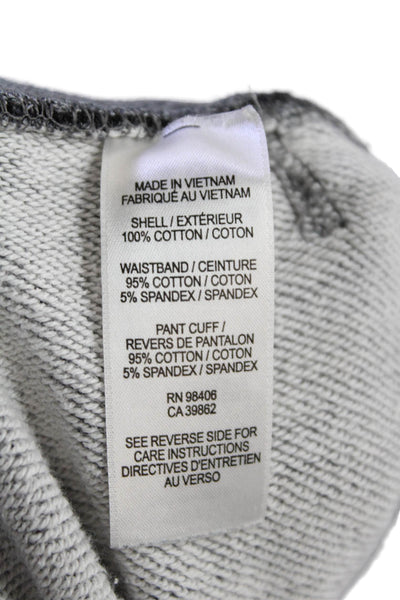 MADE IN VIETNAM
FABRIQUÉ AU VIETNAM
SHELL / EXTÉRIEUR
100% COTTON / COTON
WAISTBAND / CEINTURE
95% COTTON / COTON
5% SPANDEX / SPANDEX
PANT CUFF /
REVERS DE PANTALON
95% COTTON / COTON
5% SPANDEX / SPANDEX
RN 98406
CA 39862
SEE REVERSE SIDE FOR
CARE INSTRUCTIONS
DIRECTIVES D'ENTRETIEN
AU VERSO